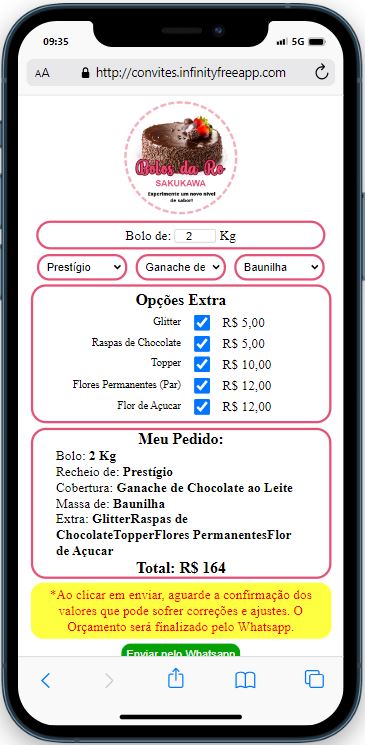 09:35
5G
AA
http://convites.infinityfreeapp.com
Bolos da Ro
SAKUKAWA
Experimente um novo nível
de sabor!
Bolo de: 2 Kg
Prestígio Ganache de Baunilha
Opções Extra
Glitter R$ 5,00
Raspas de Chocolate R$ 5,00
Topper R$ 10,00
Flores Permanentes (Par) R$ 12,00
Flor de Açucar R$ 12,00
Meu Pedido:
Bolo: 2 Kg
Recheio de: Prestígio
Cobertura: Ganache de Chocolate ao Leite
Massa de: Baunilha
Extra: GlitterRaspas de
ChocolateTopperFlores PermanentesFlor
de Açucar
Total: R$ 164
*Ao clicar em enviar, aguarde a confirmação dos
valores que pode sofrer correções e ajustes. O
Orçamento será finalizado pelo Whatsapp.
Enviar pelo Whatsapp